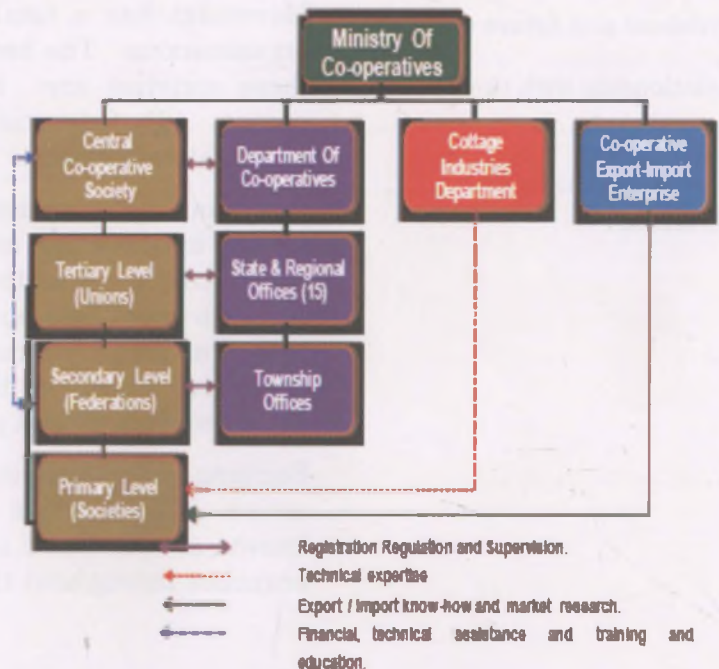 Ministry Of
Co-operatives
Central
Co-operative
Society
Department Of
Co-operatives
Cottage
Industries
Department
Co-operative
Export-Import
Enterprise
Tertiary Level
(Unions)
State & Regional
Offices (15)
Secondary Level
(Federations)
Township
Offices
Primary Level
(Societies)
Registration Regulation and Supervision.
Technical expertise
Export / Import know-how and market research.
Financial, technical assistance and training and
education.